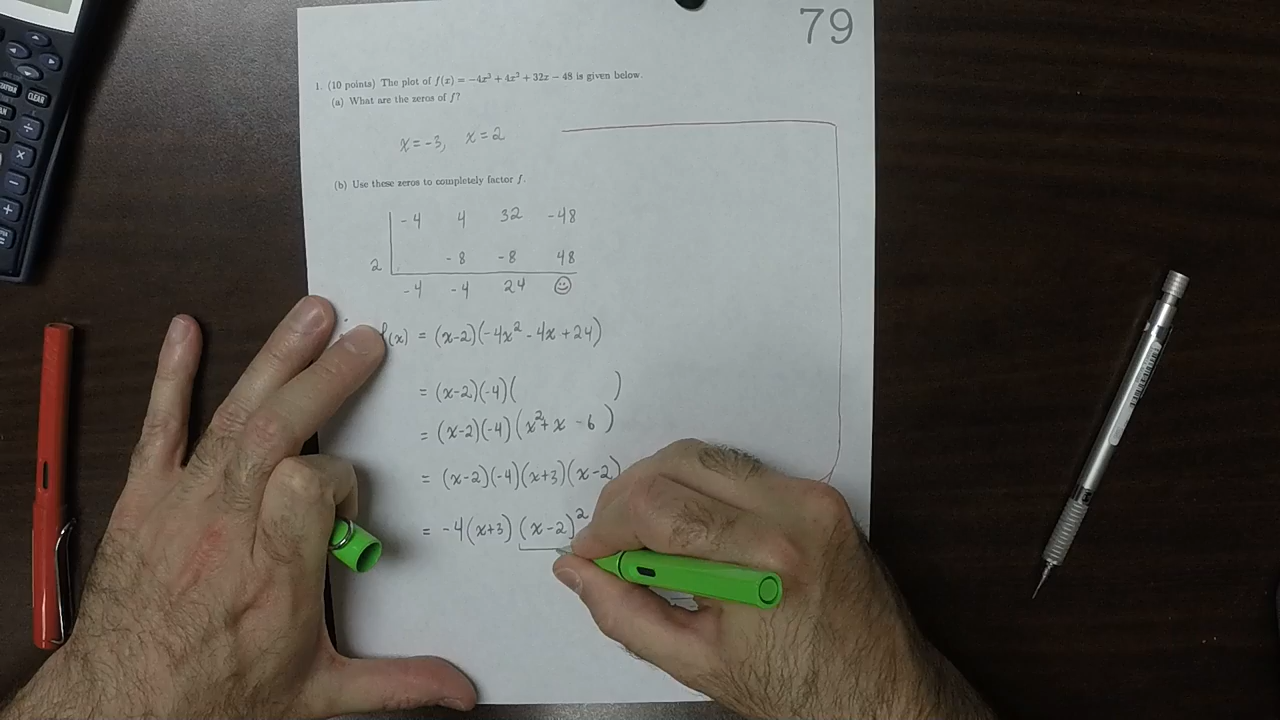 79
1. (10 points) The plot of f(x) = −4x³ + 4x² + 32x − 48 is given below.
(a) What are the zeros of f?
x = -3, x = 2
(b) Use these zeros to completely factor f.
-4 4 32 -48
2 -8 -8 48
-4 -4 24 ☺
f(x) = (x-2)(-4x² - 4x + 24)
= (x-2)(-4)( )
= (x-2)(-4)(x² + x - 6)
= (x-2)(-4)(x+3)(x-2)
= -4(x+3)(x-2)²
CLEAR